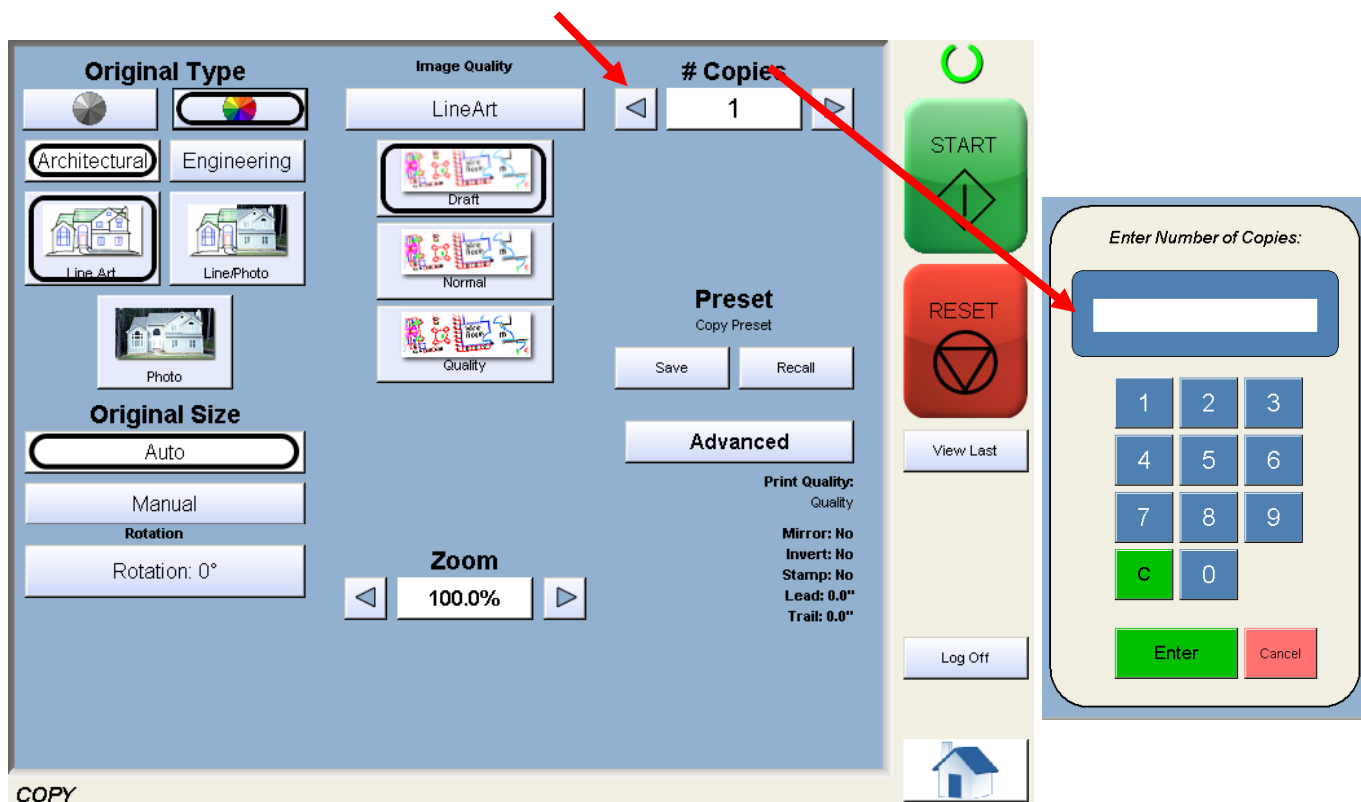 Original Type
Architectural
Engineering
Line Art
Line/Photo
Photo
Original Size
Auto
Manual
Rotation
Rotation: 0°
Image Quality
LineArt
Draft
Normal
Quality
Zoom
100.0%
# Copies
1
Preset
Copy Preset
Save
Recall
Advanced
Print Quality:
Quality
Mirror: No
Invert: No
Stamp: No
Lead: 0.0"
Trail: 0.0"
START
RESET
View Last
Log Off
COPY
Enter Number of Copies:
1 2 3
4 5 6
7 8 9
C 0
Enter Cancel